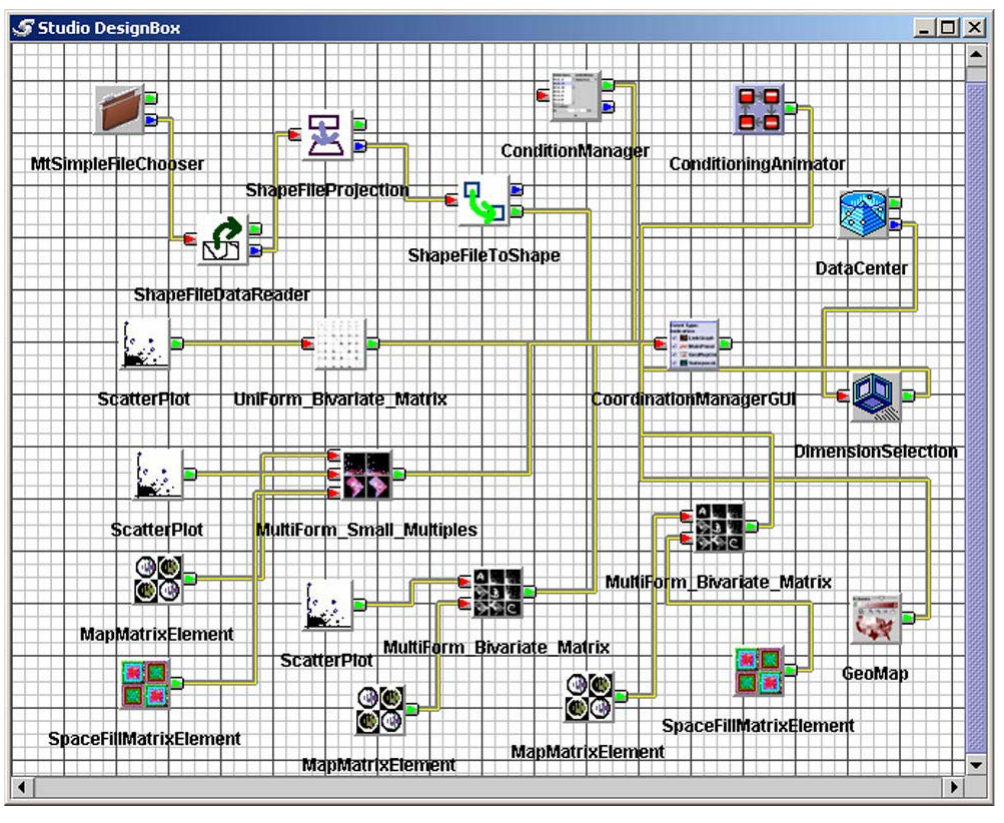 Studio DesignBox
MtSimpleFileChooser
ConditionManager
ConditioningAnimator
ShapeFileProjection
ShapeFileToShape
DataCenter
ShapeFileDataReader
ScatterPlot
UniForm_Bivariate_Matrix
CoordinationManagerGUI
DimensionSelection
ScatterPlot
MultiForm_Small_Multiples
MultiForm_Bivariate_Matrix
MapMatrixElement
MultiForm_Bivariate_Matrix
ScatterPlot
GeoMap
SpaceFillMatrixElement
SpaceFillMatrixElement
MapMatrixElement
MapMatrixElement